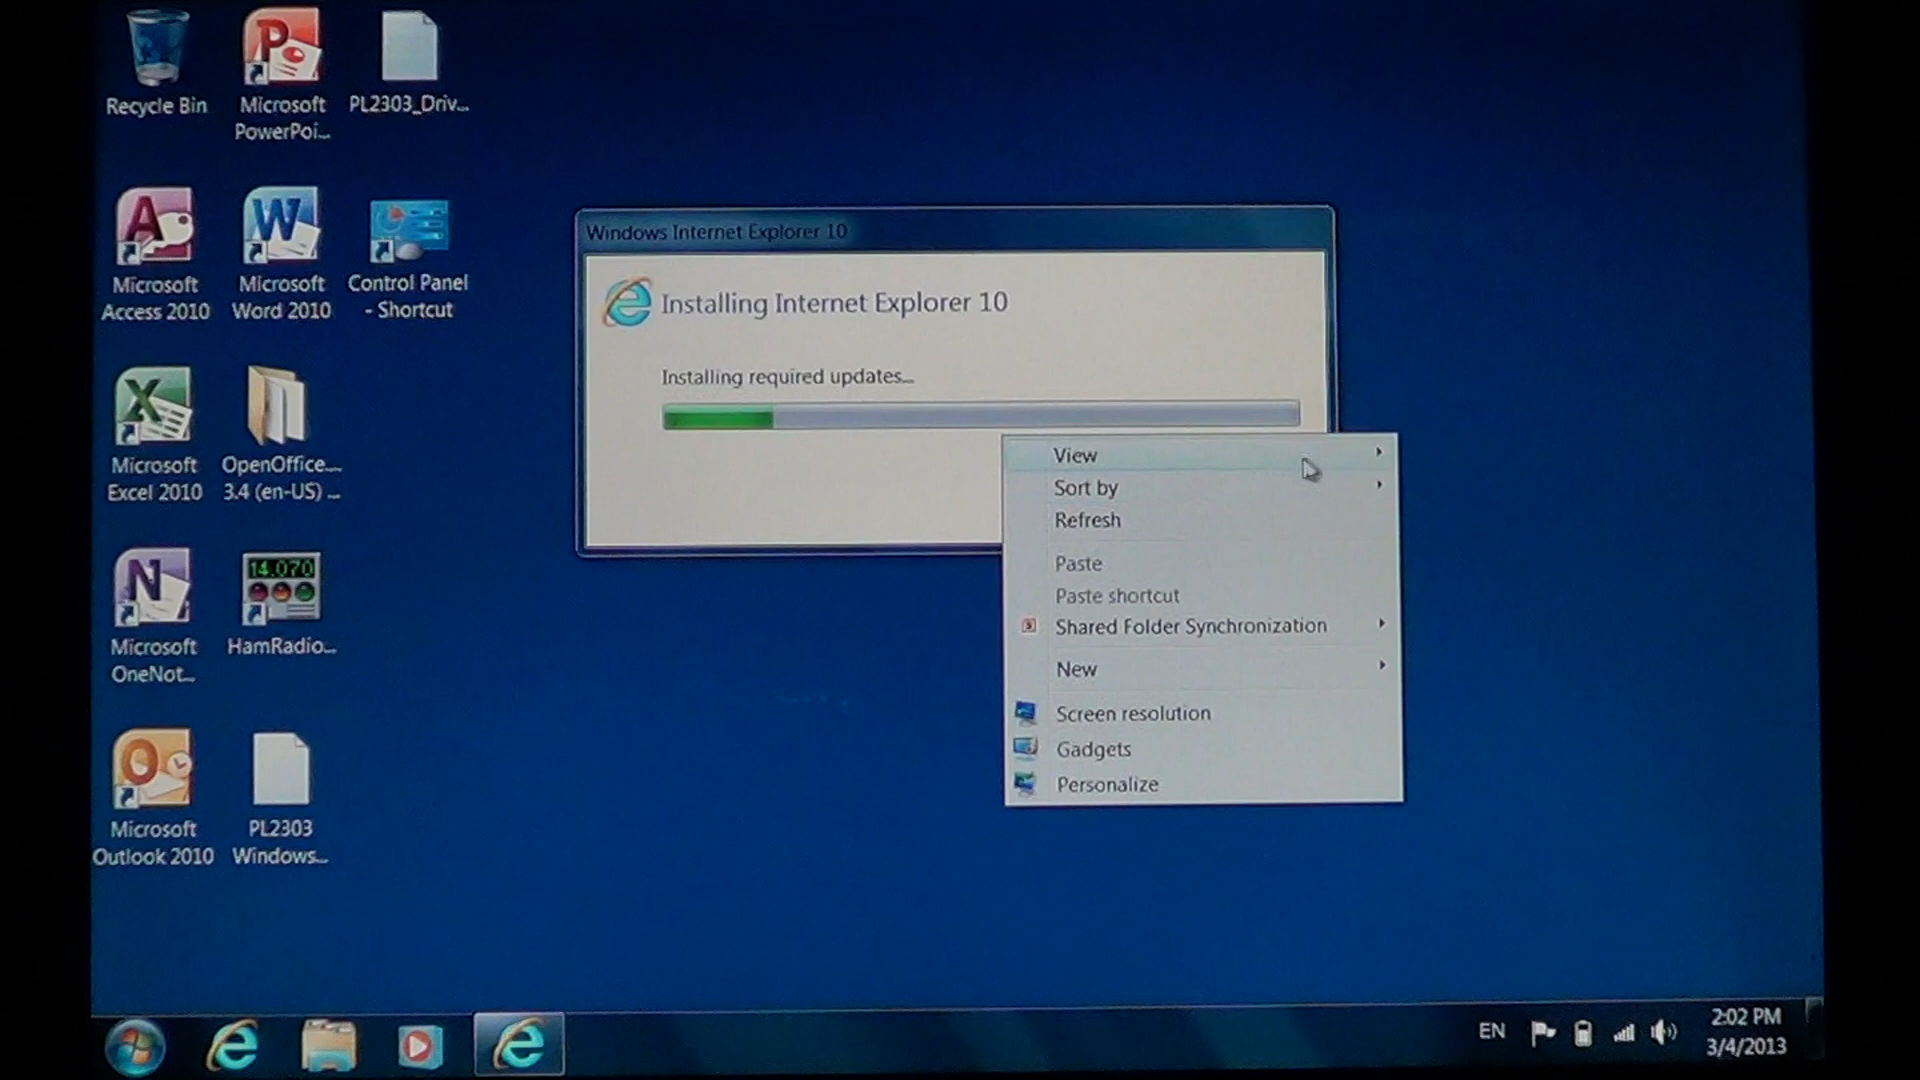 Recycle Bin
Microsoft
PowerPoi...
PL2303_Driv...
Microsoft
Access 2010
Microsoft
Word 2010
Control Panel
- Shortcut
Microsoft
Excel 2010
OpenOffice....
3.4 (en-US) ...
Microsoft
OneNot...
14.070
HamRadio...
Microsoft
Outlook 2010
PL2303
Windows...
Windows Internet Explorer 10
Installing Internet Explorer 10
Installing required updates...
View
Sort by
Refresh
Paste
Paste shortcut
Shared Folder Synchronization
New
Screen resolution
Gadgets
Personalize
EN
2:02 PM
3/4/2013